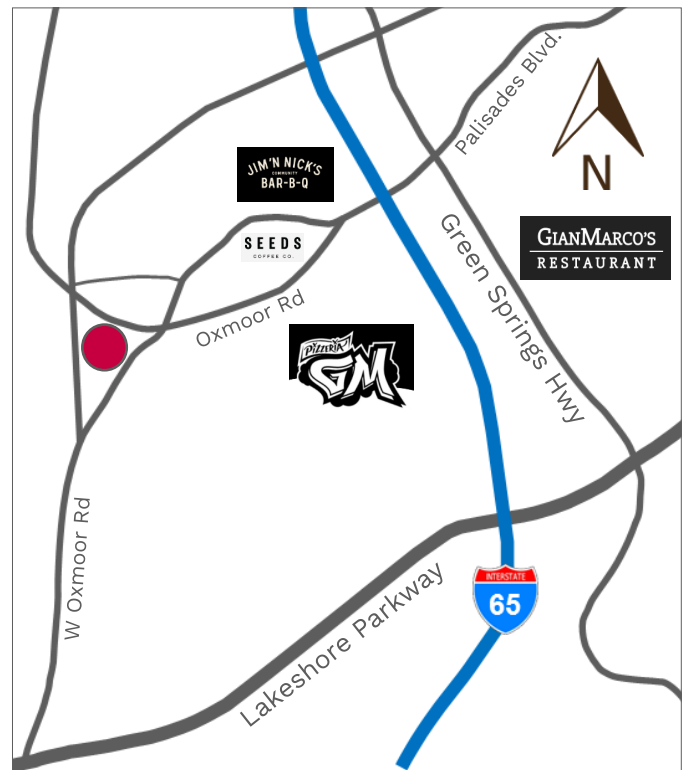 Palisades Blvd.
JIM 'N NICK'S
COMMUNITY
BAR-B-Q
N
SEEDS
COFFEE CO.
GIANMARCO'S
RESTAURANT
Green Springs Hwy
Oxmoor Rd
PIZZERIA
GM
W Oxmoor Rd
Lakeshore Parkway
INTERSTATE
65